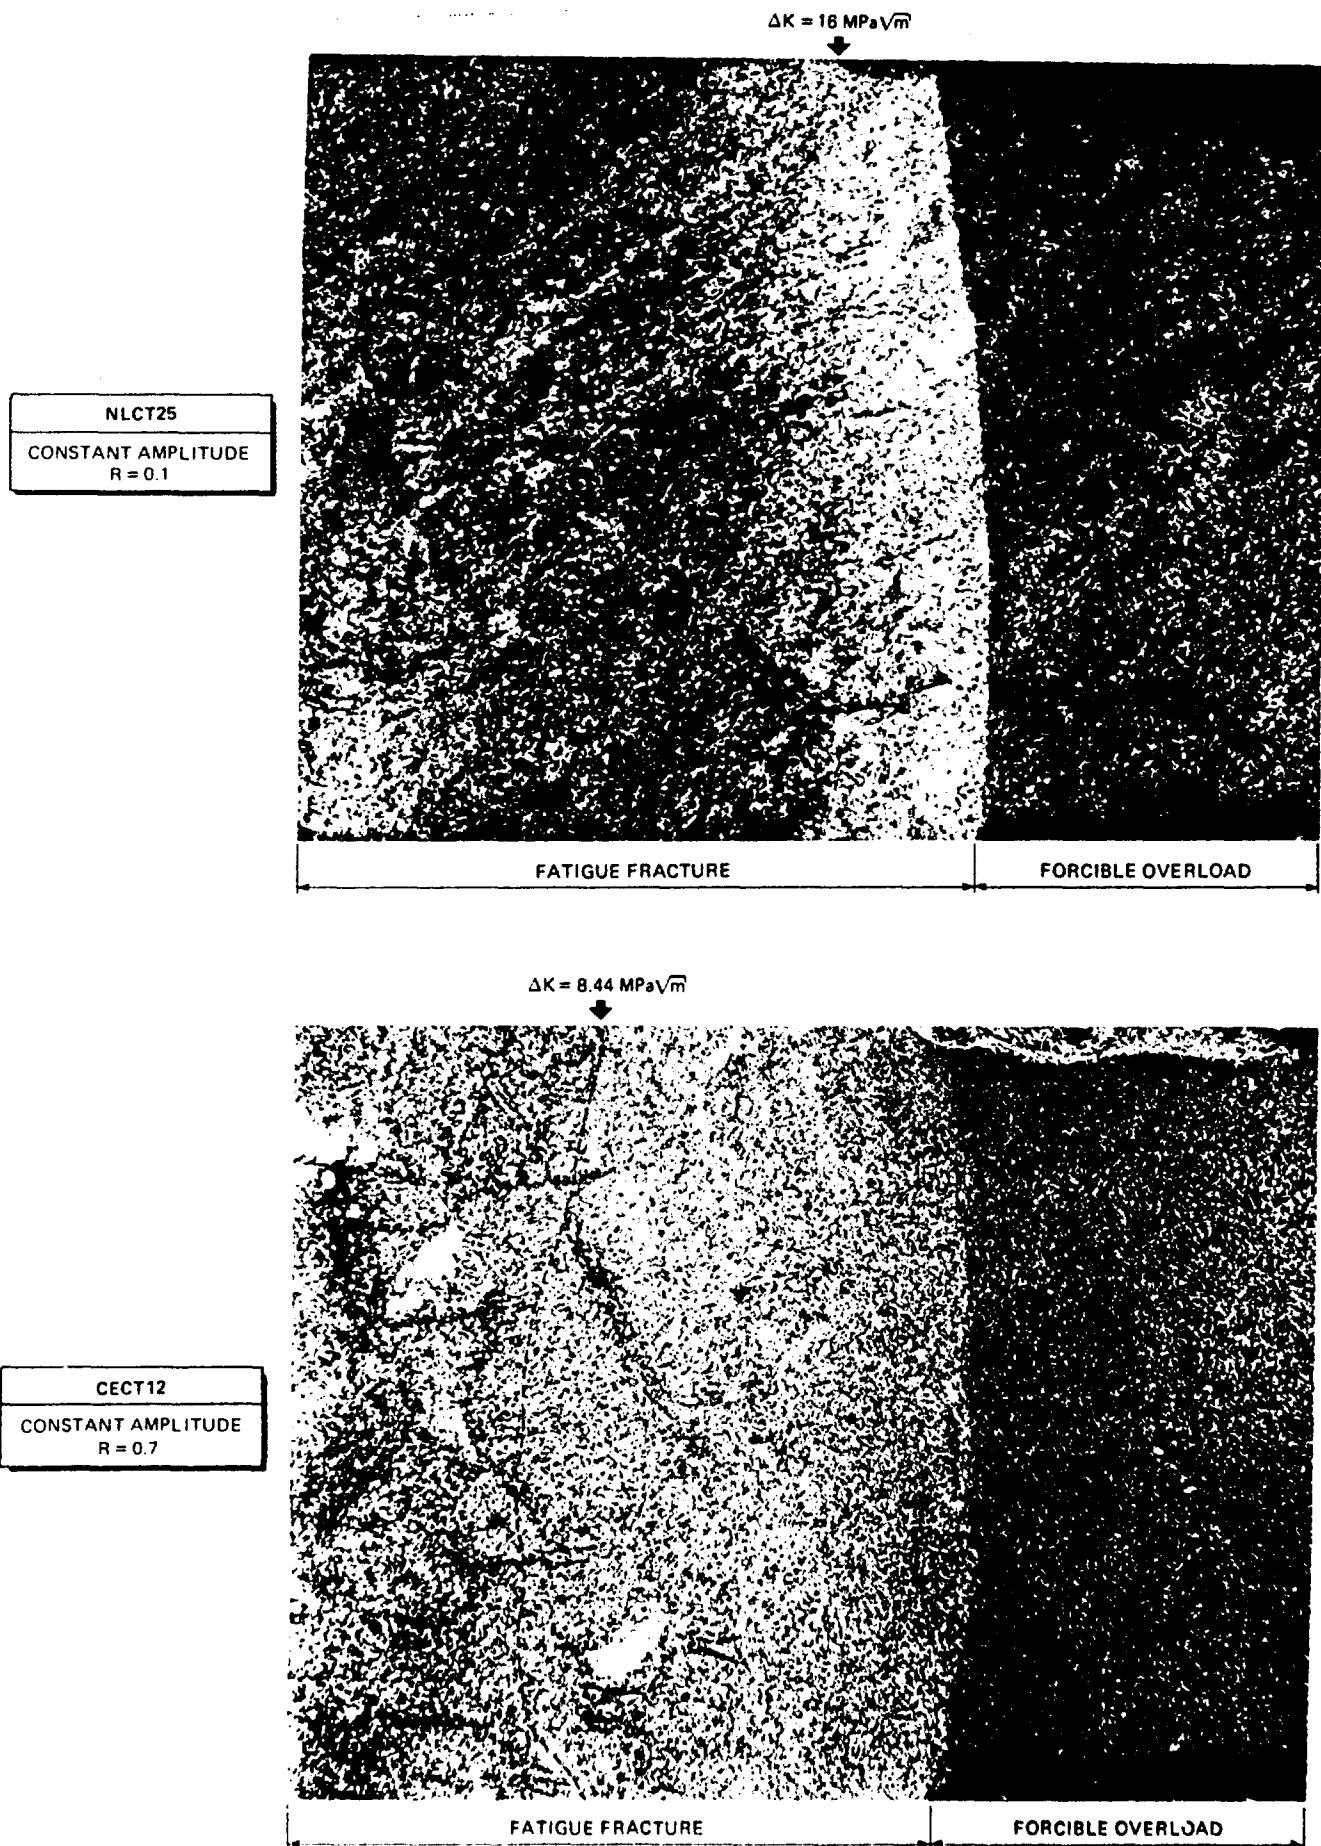 ΔK = 16 MPa√m
NLCT25
CONSTANT AMPLITUDE
R = 0.1
FATIGUE FRACTURE
FORCIBLE OVERLOAD
ΔK = 8.44 MPa√m
CECT12
CONSTANT AMPLITUDE
R = 0.7
FATIGUE FRACTURE
FORCIBLE OVERLOAD